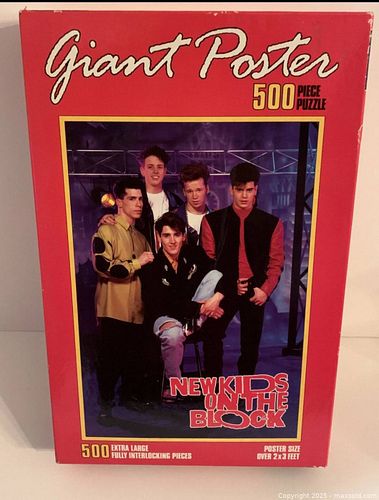 Giant Poster
500 PIECE
PUZZLE
NEW KIDS
ON THE
BLOCK
500 EXTRA LARGE
FULLY INTERLOCKING PIECES
POSTER SIZE
OVER 2 x 3 FEET
Copyright 2025 - maxsold.com